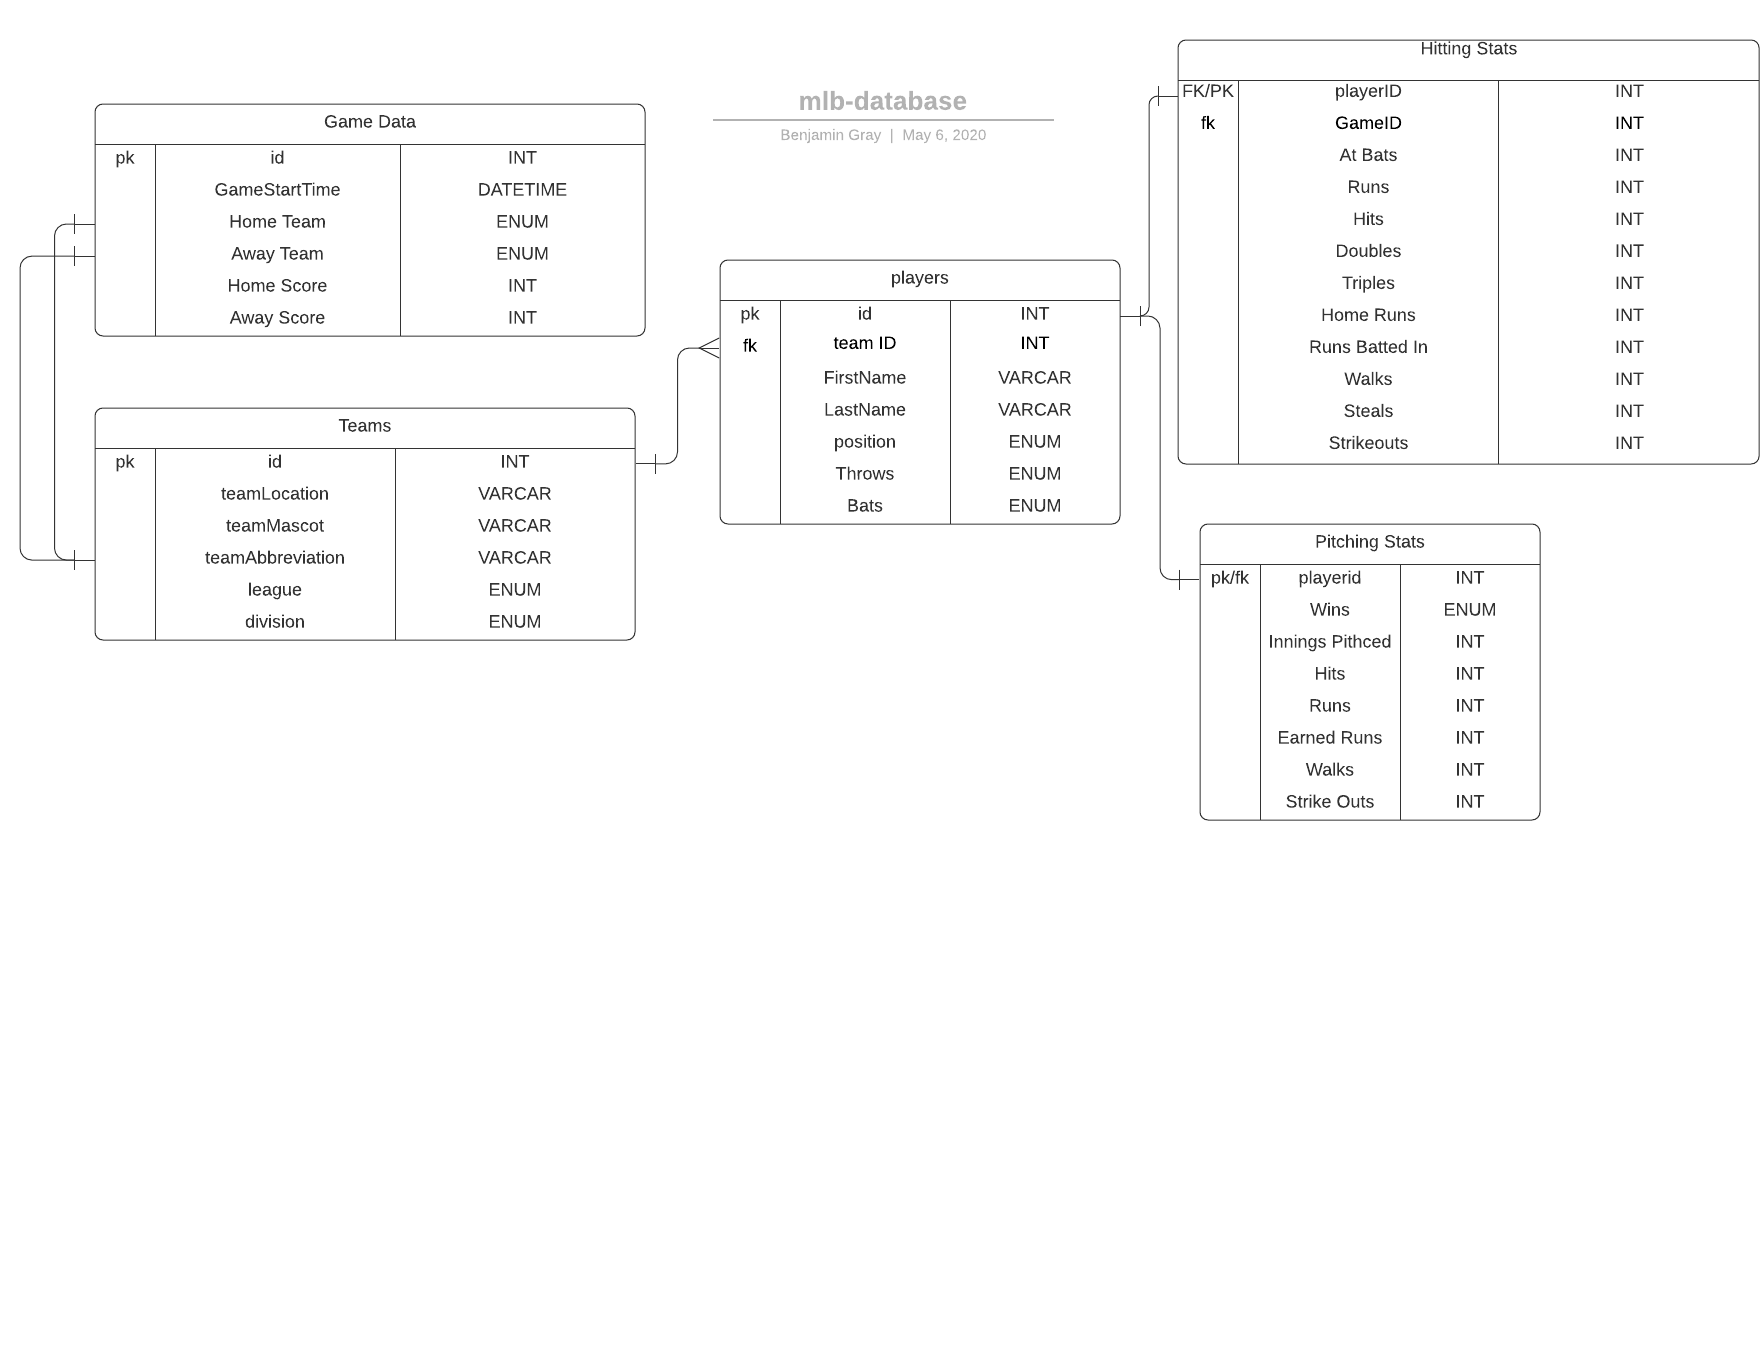 mlb-database
Benjamin Gray | May 6, 2020
Game Data
pk id INT
GameStartTime DATETIME
Home Team ENUM
Away Team ENUM
Home Score INT
Away Score INT
Teams
pk id INT
teamLocation VARCAR
teamMascot VARCAR
teamAbbreviation VARCAR
league ENUM
division ENUM
players
pk id INT
fk team ID INT
FirstName VARCAR
LastName VARCAR
position ENUM
Throws ENUM
Bats ENUM
Hitting Stats
FK/PK playerID INT
fk GameID INT
At Bats INT
Runs INT
Hits INT
Doubles INT
Triples INT
Home Runs INT
Runs Batted In INT
Walks INT
Steals INT
Strikeouts INT
Pitching Stats
pk/fk playerid INT
Wins ENUM
Innings Pithced INT
Hits INT
Runs INT
Earned Runs INT
Walks INT
Strike Outs INT